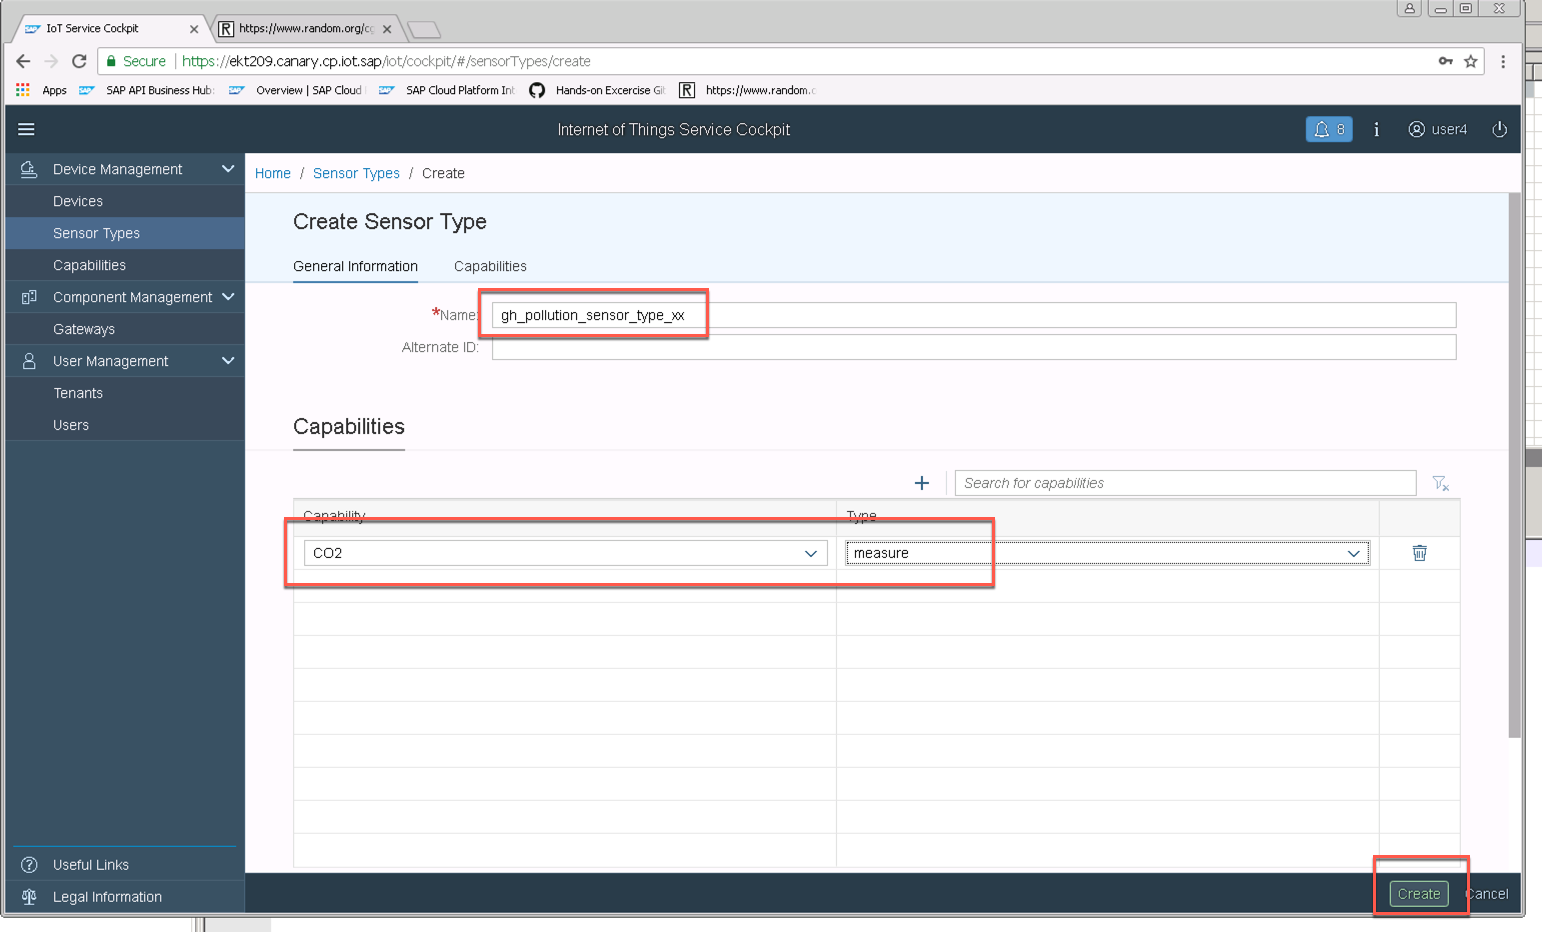 IoT Service Cockpit
https://www.random.org/cg
Secure
https://ekt209.canary.cp.iot.sap/iot/cockpit/#/sensorTypes/create
Apps
SAP API Business Hub:
Overview | SAP Cloud
SAP Cloud Platform Int
Hands-on Excercise Git
https://www.random.c
Internet of Things Service Cockpit
8
user4
Device Management
Devices
Sensor Types
Capabilities
Component Management
Gateways
User Management
Tenants
Users
Useful Links
Legal Information
Home / Sensor Types / Create
Create Sensor Type
General Information
Capabilities
*Name:
gh_pollution_sensor_type_xx
Alternate ID:
Capabilities
Search for capabilities
Capability
Type
CO2
measure
Create
Cancel